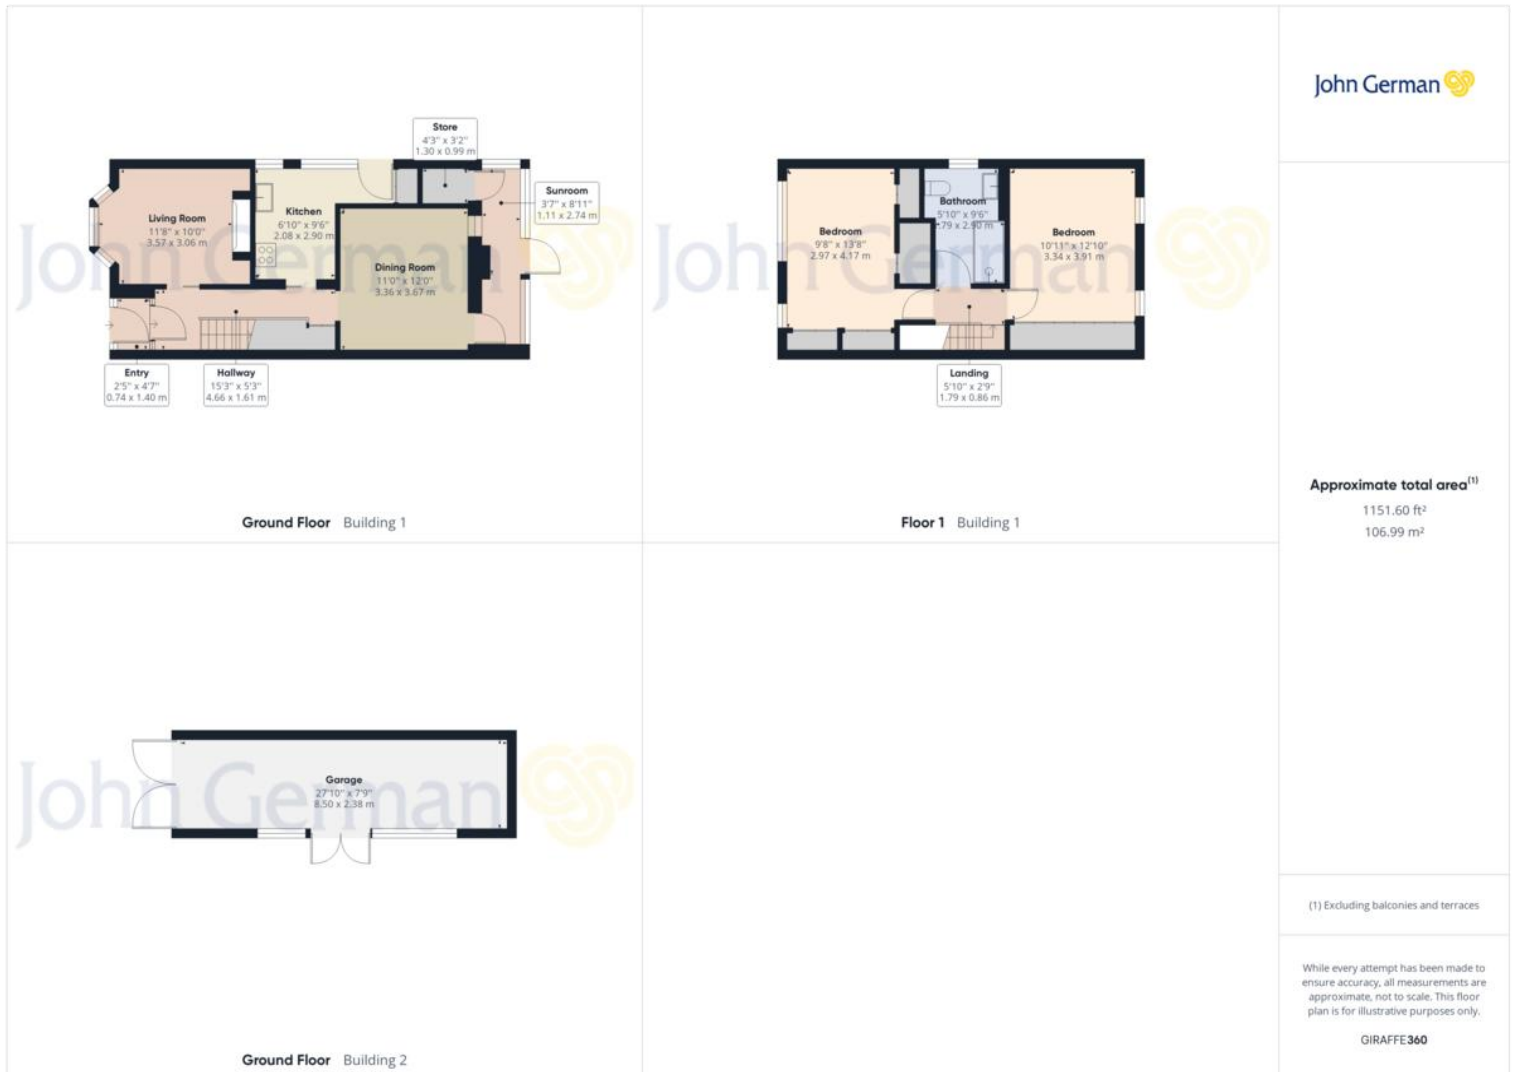 John German
Store
4'3" x 3'2"
1.30 x 0.99 m
Sunroom
3'7" x 8'11"
1.11 x 2.74 m
Living Room
11'8" x 10'0"
3.57 x 3.06 m
Kitchen
6'10" x 9'6"
2.08 x 2.90 m
Dining Room
11'0" x 12'0"
3.36 x 3.67 m
Entry
2'5" x 4'7"
0.74 x 1.40 m
Hallway
15'3" x 5'3"
4.66 x 1.61 m
John German
Ground Floor Building 1
Bathroom
5'10" x 9'6"
1.79 x 2.90 m
Bedroom
9'8" x 13'8"
2.97 x 4.17 m
Bedroom
10'11" x 12'10"
3.34 x 3.91 m
Landing
5'10" x 2'9"
1.79 x 0.86 m
John German
Floor 1 Building 1
Garage
27'10" x 7'9"
8.50 x 2.38 m
John German
Ground Floor Building 2
Approximate total area(1)
1151.60 ft²
106.99 m²
(1) Excluding balconies and terraces
While every attempt has been made to
ensure accuracy, all measurements are
approximate, not to scale. This floor
plan is for illustrative purposes only.
GIRAFFE360